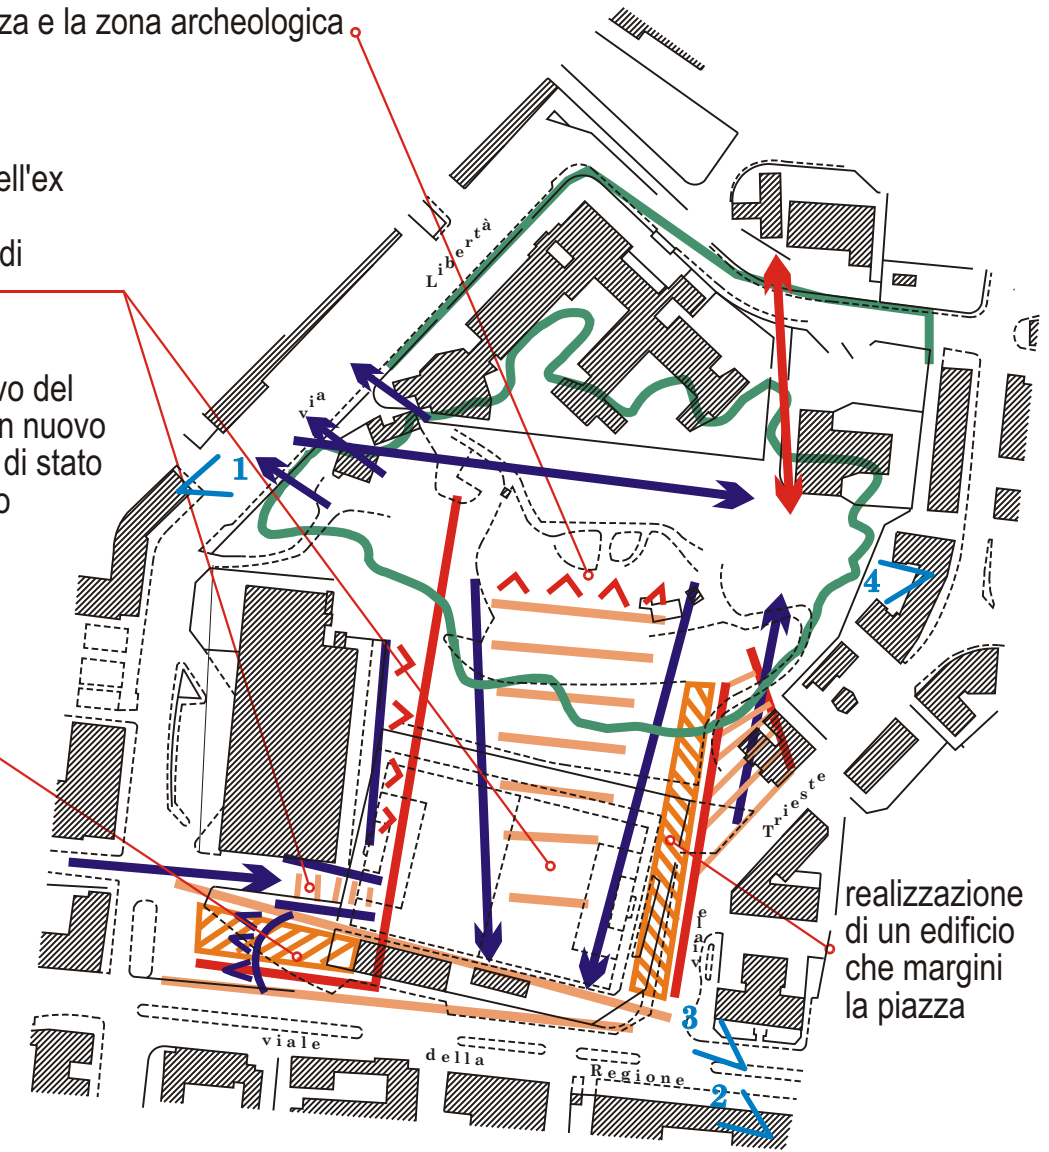 za e la zona archeologica
ell'ex
di
vo del
n nuovo
di stato
o
via
Libertà
1
4
Trieste
viale
realizzazione
di un edificio
che margini
la piazza
3
viale
della
Regione
2